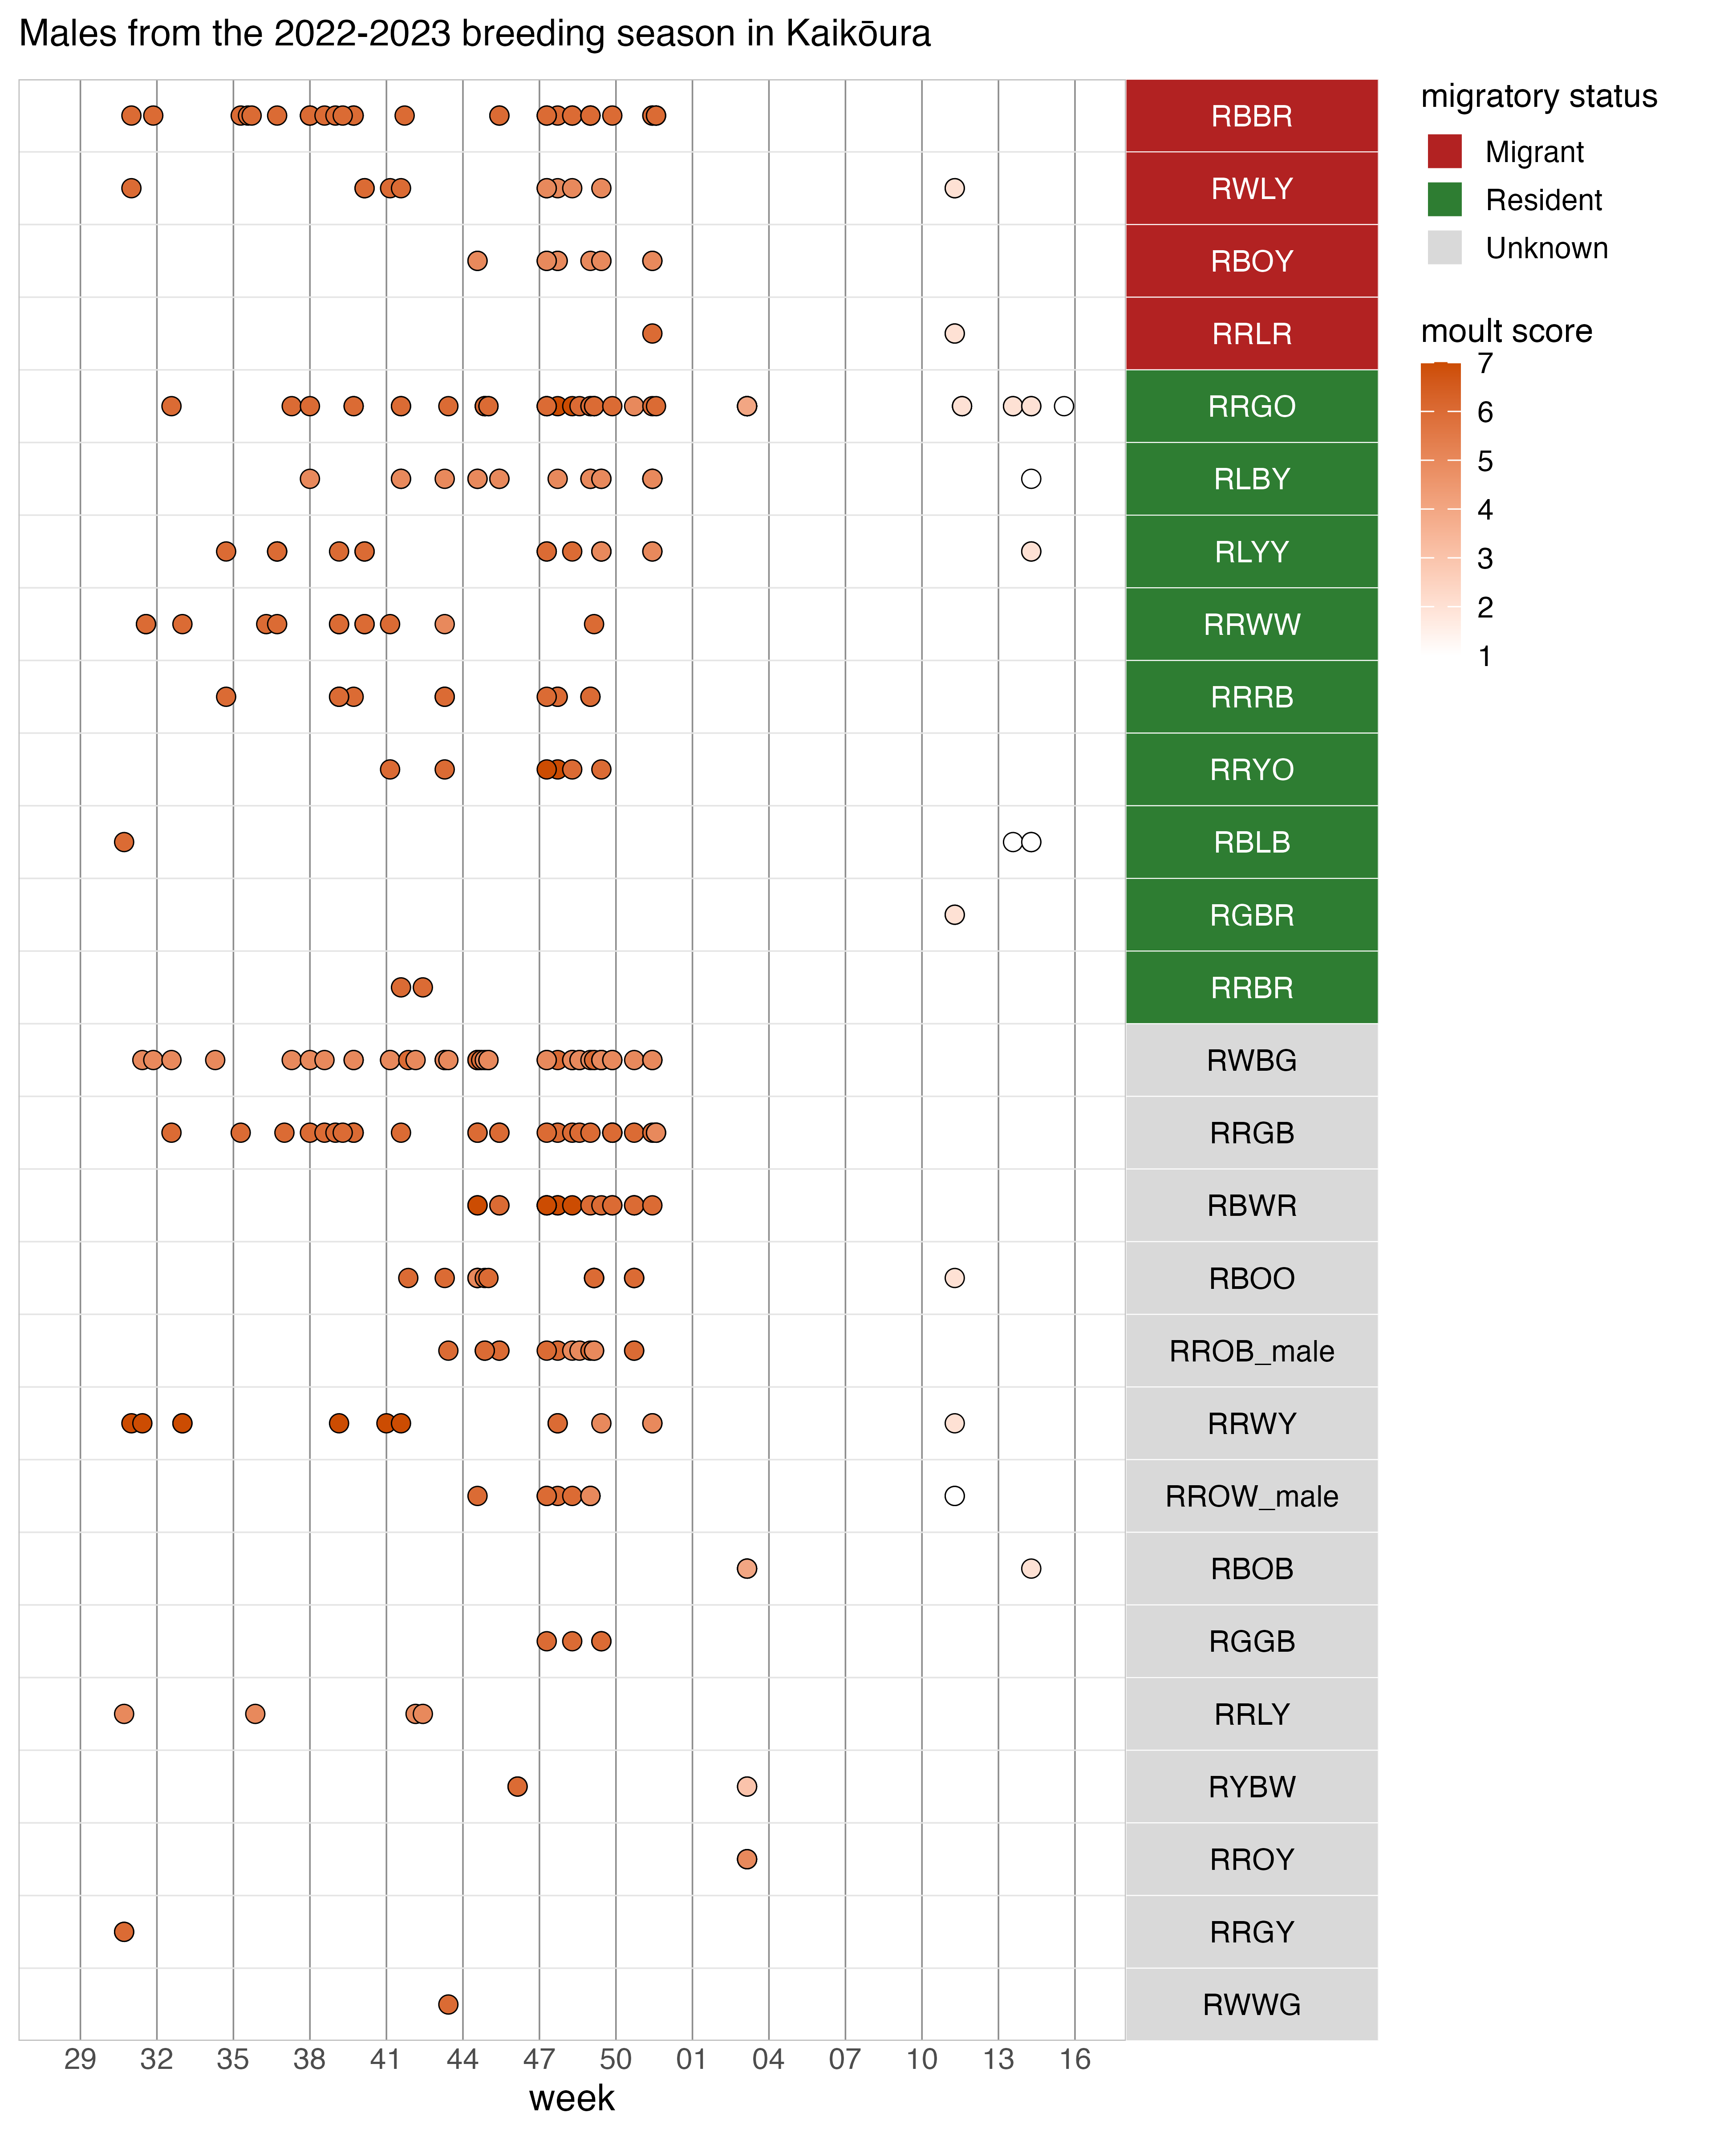 Males from the 2022-2023 breeding season in Kaikōura
RBBR
RWLY
RBOY
RRLR
RRGO
RLBY
RLYY
RRWW
RRRB
RRYO
RBLB
RGBR
RRBR
RWBG
RRGB
RBWR
RBOO
RROB_male
RRWY
RROW_male
RBOB
RGGB
RRLY
RYBW
RROY
RRGY
RWWG
29 32 35 38 41 44 47 50 01 04 07 10 13 16
week
migratory status
Migrant
Resident
Unknown
moult score
7
6
5
4
3
2
1